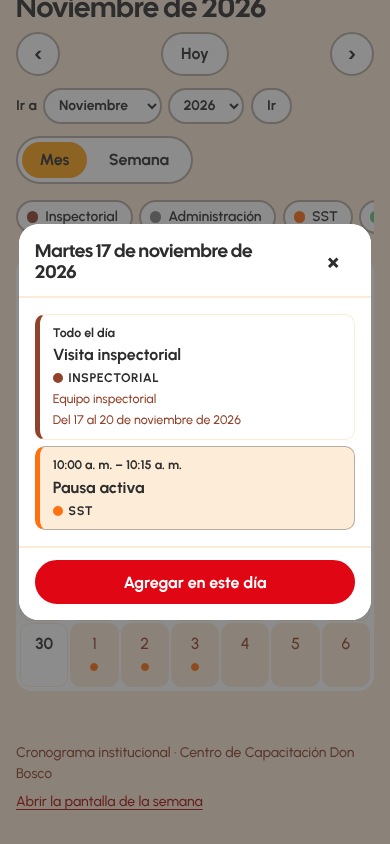 Noviembre de 2026
‹
Hoy
›
Ir a
Noviembre
2026
Ir
Mes
Semana
Inspectorial
Administración
SST
Martes 17 de noviembre de
2026
×
Todo el día
Visita inspectorial
INSPECTORIAL
Equipo inspectorial
Del 17 al 20 de noviembre de 2026
10:00 a. m. – 10:15 a. m.
Pausa activa
SST
Agregar en este día
30 1 2 3 4 5 6
Cronograma institucional · Centro de Capacitación Don
Bosco
Abrir la pantalla de la semana